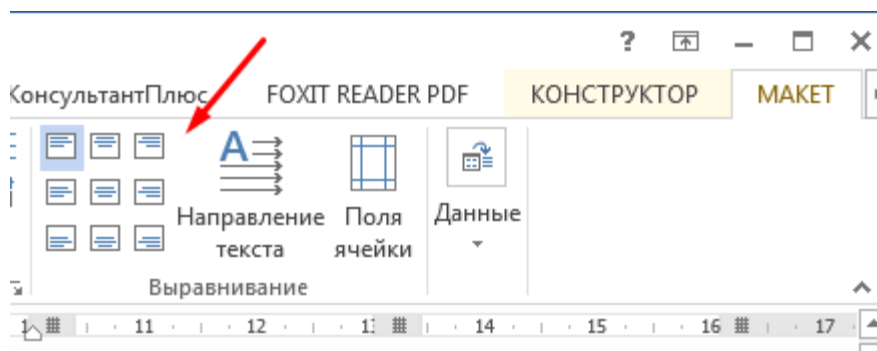 ?
КонсультантПлюс FOXIT READER PDF КОНСТРУКТОР МАКЕТ
А
Направление текста
Поля ячейки
Данные
Выравнивание
11 12 14 15 16 17